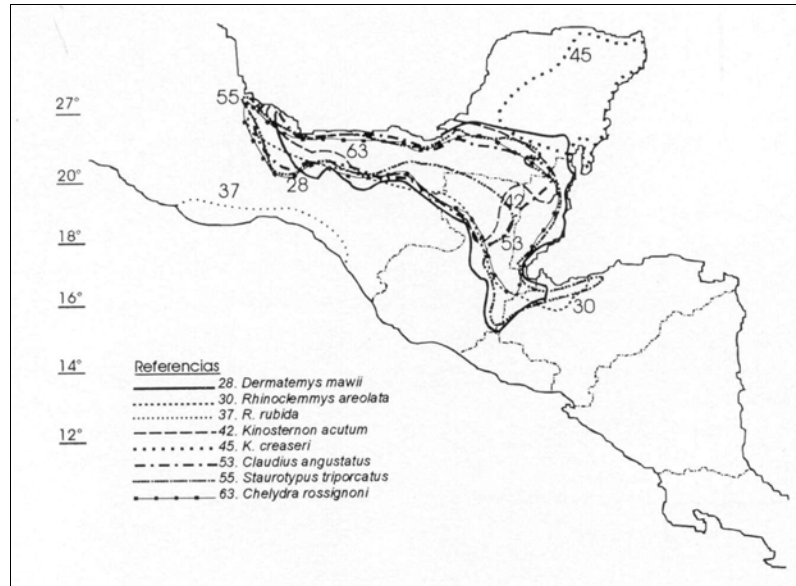 45
27°
55
63
20°
37
28
42
18°
53
16°
30
14°
12°
Referencias
28. Dermatemys mawii
30. Rhinoclemmys areolata
37. R. rubida
42. Kinosternon acutum
45. K. creaseri
53. Claudius angustatus
55. Staurotypus triporcatus
63. Chelydra rossignoni